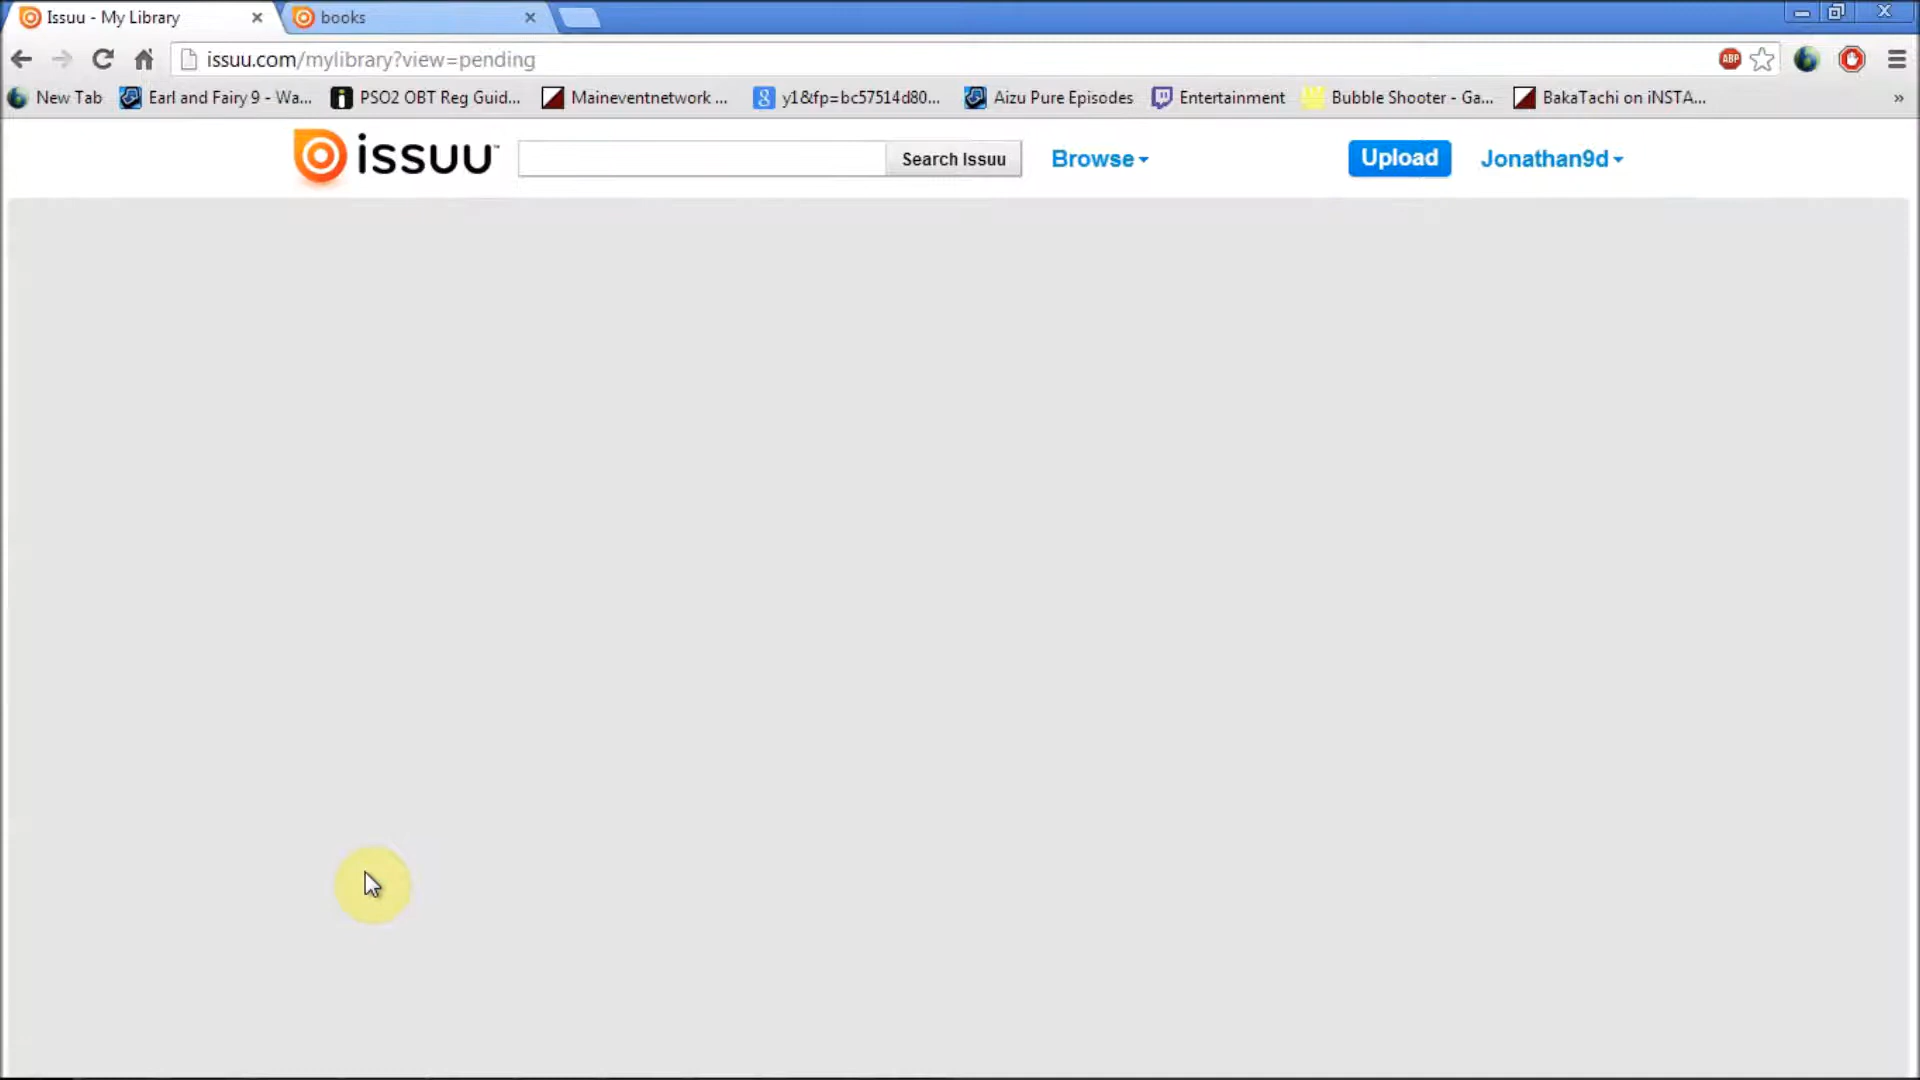 Issuu - My Library
books
issuu.com/mylibrary?view=pending
ABP
New Tab
Earl and Fairy 9 - Wa...
PSO2 OBT Reg Guid...
Maineventnetwork ...
y1&fp=bc57514d80...
Aizu Pure Episodes
Entertainment
Bubble Shooter - Ga...
BakaTachi on iNSTA...
»
issuu™
Search Issuu
Browse
Upload
Jonathan9d